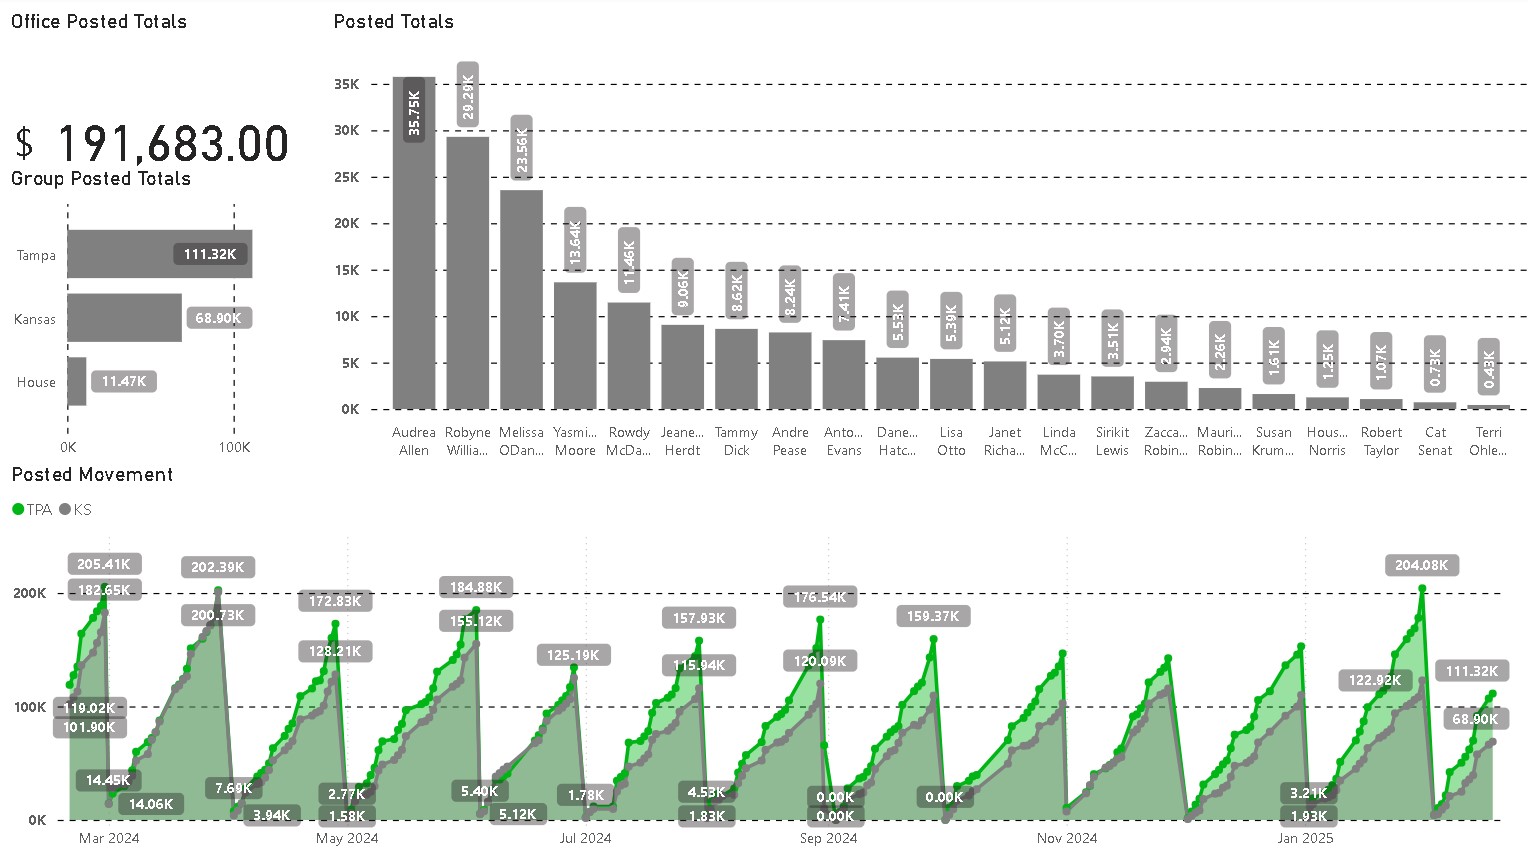 Office Posted Totals
$ 191,683.00
Group Posted Totals
Tampa 111.32K
Kansas 68.90K
House 11.47K
0K 100K
Posted Totals
35K
30K
25K
20K
15K
10K
5K
0K
35.75K 29.29K 23.56K 13.64K 11.46K 9.06K 8.62K 8.24K 7.41K 5.53K 5.39K 5.12K 3.70K 3.51K 2.94K 2.26K 1.61K 1.25K 1.07K 0.73K 0.43K
Audrea Robyne Melissa Yasmi... Rowdy Jeane... Tammy Andre Anto... Dane... Lisa Janet Linda Sirikit Zacca... Mauri... Susan Hous... Robert Cat Terri
Allen Willia... ODan... Moore McDa... Herdt Dick Pease Evans Hatc... Otto Richa... McC... Lewis Robin... Robin... Krum... Norris Taylor Senat Ohle...
Posted Movement
TPA KS
200K
100K
0K
205.41K 202.39K 172.83K 184.88K 125.19K 157.93K 176.54K 159.37K 204.08K 111.32K
182.65K 200.73K 128.21K 155.12K 115.94K 120.09K 122.92K 68.90K
119.02K
101.90K
14.45K 7.69K 2.77K 5.40K 1.78K 4.53K 0.00K 0.00K 3.21K
14.06K 3.94K 1.58K 5.12K 1.83K 0.00K 1.93K
Mar 2024 May 2024 Jul 2024 Sep 2024 Nov 2024 Jan 2025